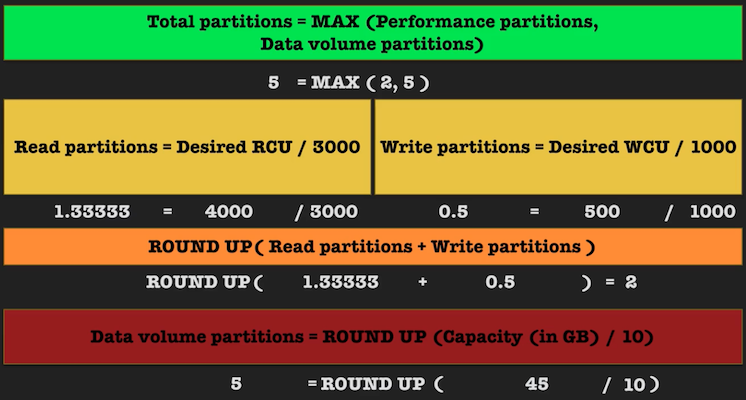 Total partitions = MAX (Performance partitions,
Data volume partitions)
5 = MAX ( 2, 5 )
Read partitions = Desired RCU / 3000
Write partitions = Desired WCU / 1000
1.33333 = 4000 / 3000
0.5 = 500 / 1000
ROUND UP( Read partitions + Write partitions )
ROUND UP( 1.33333 + 0.5 ) = 2
Data volume partitions = ROUND UP (Capacity (in GB) / 10)
5 = ROUND UP ( 45 / 10 )